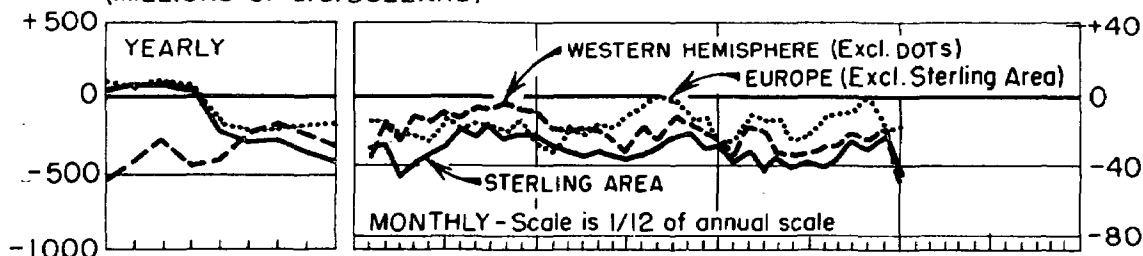 +500
+40
YEARLY
WESTERN HEMISPHERE (Excl. DOTs)
EUROPE (Excl. Sterling Area)
0
0
-500
-40
STERLING AREA
MONTHLY - Scale is 1/12 of annual scale
-1000
-80